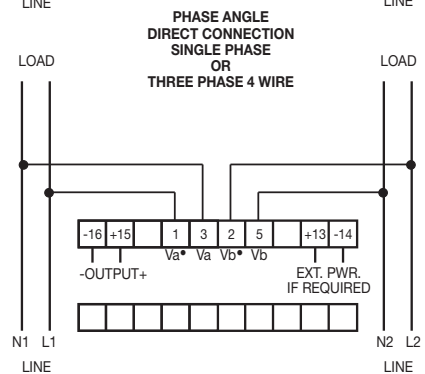 LINE LINE
PHASE ANGLE
DIRECT CONNECTION
SINGLE PHASE
OR
THREE PHASE 4 WIRE
LOAD LOAD
-16 +15 1 3 2 5 +13 -14
Va• Va Vb• Vb
-OUTPUT+ EXT. PWR.
IF REQUIRED
N1 L1 N2 L2
LINE LINE